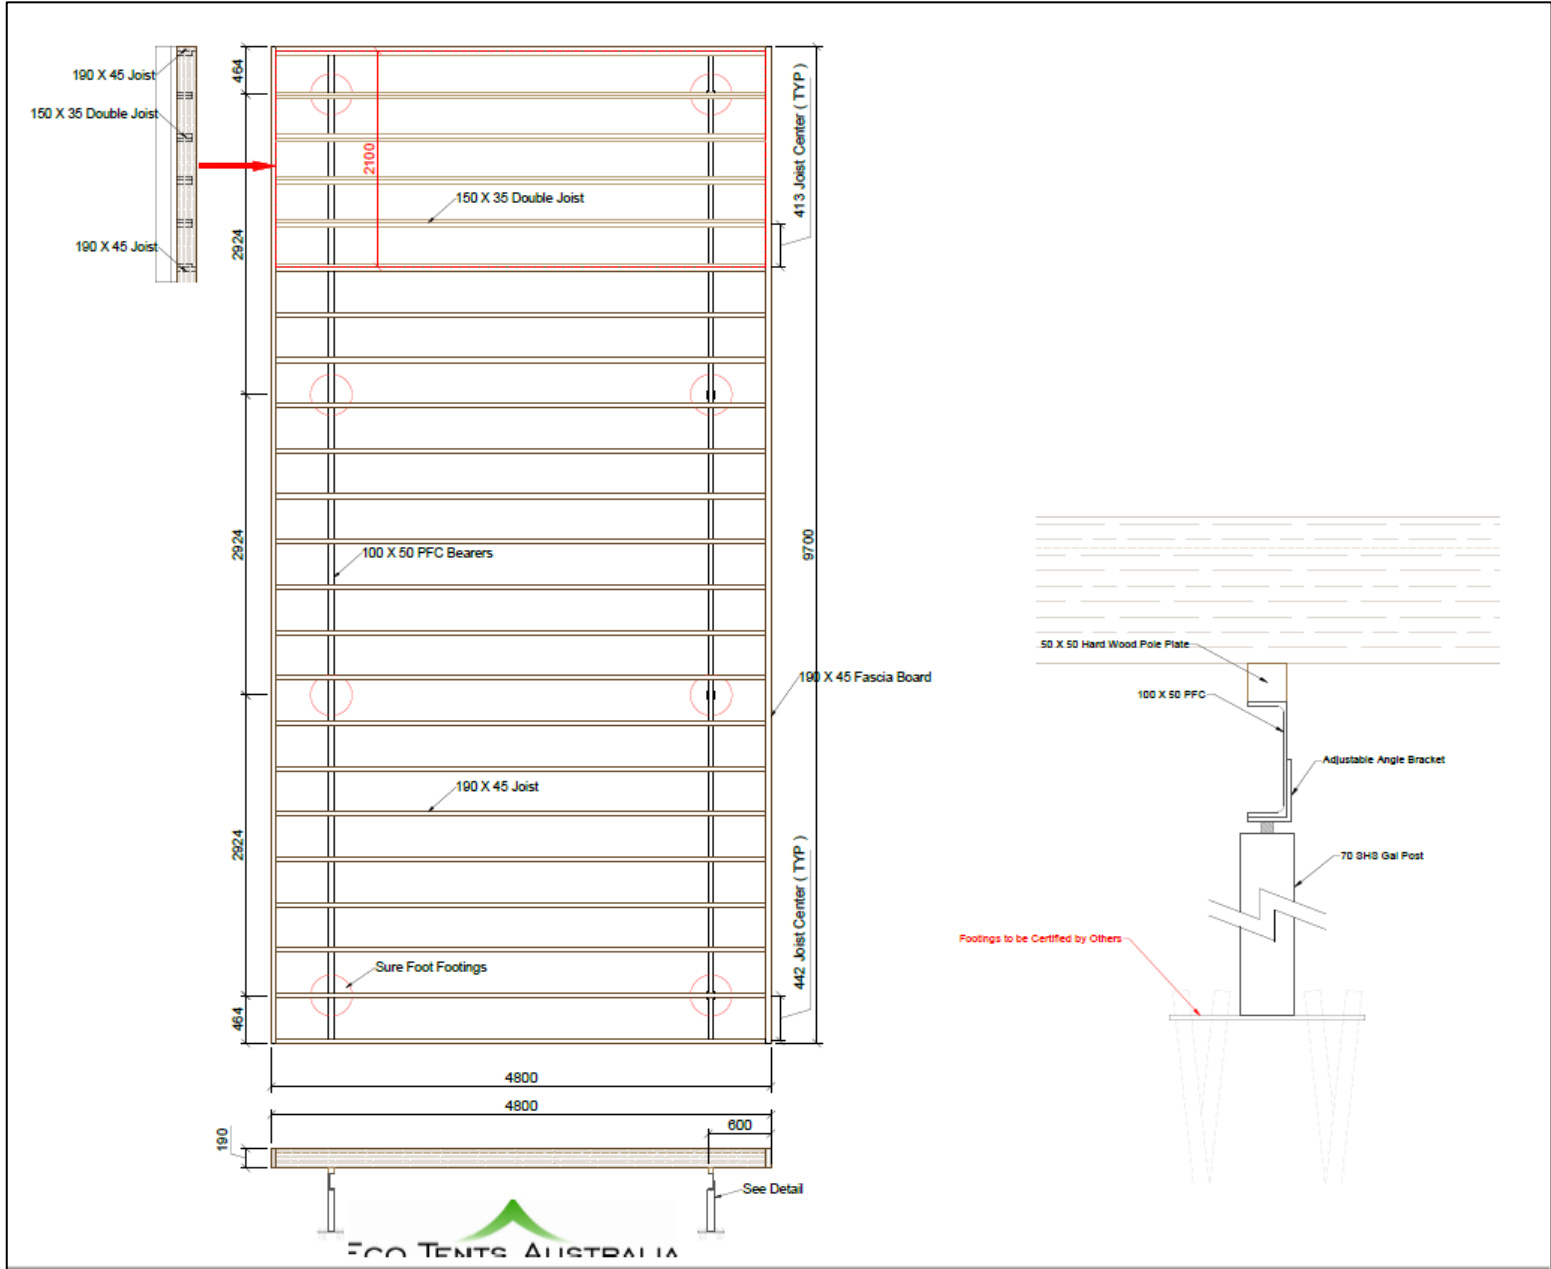 190 X 45 Joist
150 X 35 Double Joist
190 X 45 Joist
464
2924
2924
2924
464
2100
150 X 35 Double Joist
413 Joist Center ( TYP )
100 X 50 PFC Bearers
9700
190 X 45 Fascia Board
190 X 45 Joist
442 Joist Center ( TYP )
Sure Foot Footings
4800
4800
600
190
See Detail
ECO TENTS AUSTRALIA
50 X 50 Hard Wood Pole Plate
100 X 50 PFC
Adjustable Angle Bracket
70 SHS Gal Post
Footings to be Certified by Others